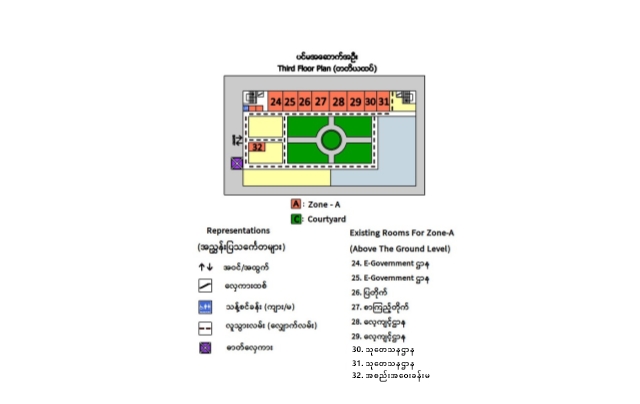 ပင်မအဆောက်အဦး
Third Floor Plan (တတိယထပ်)
24 25 26 27 28 29 30 31
32
A : Zone - A
C : Courtyard
Representations
(အညွှန်းပြသင်္ကေတများ)
အဝင်/အထွက်
လှေကားထစ်
သန့်စင်ခန်း (ကျား/မ)
လူသွားလမ်း (လျှောက်လမ်း)
ဓာတ်လှေကား
Existing Rooms For Zone-A
(Above The Ground Level)
24. E-Government ဌာန
25. E-Government ဌာန
26. ပြတိုက်
27. စာကြည့်တိုက်
28. လေ့ကျင့်ဌာန
29. လေ့ကျင့်ဌာန
30. သုတေသနဌာန
31. သုတေသနဌာန
32. အစည်းအဝေးခန်းမ